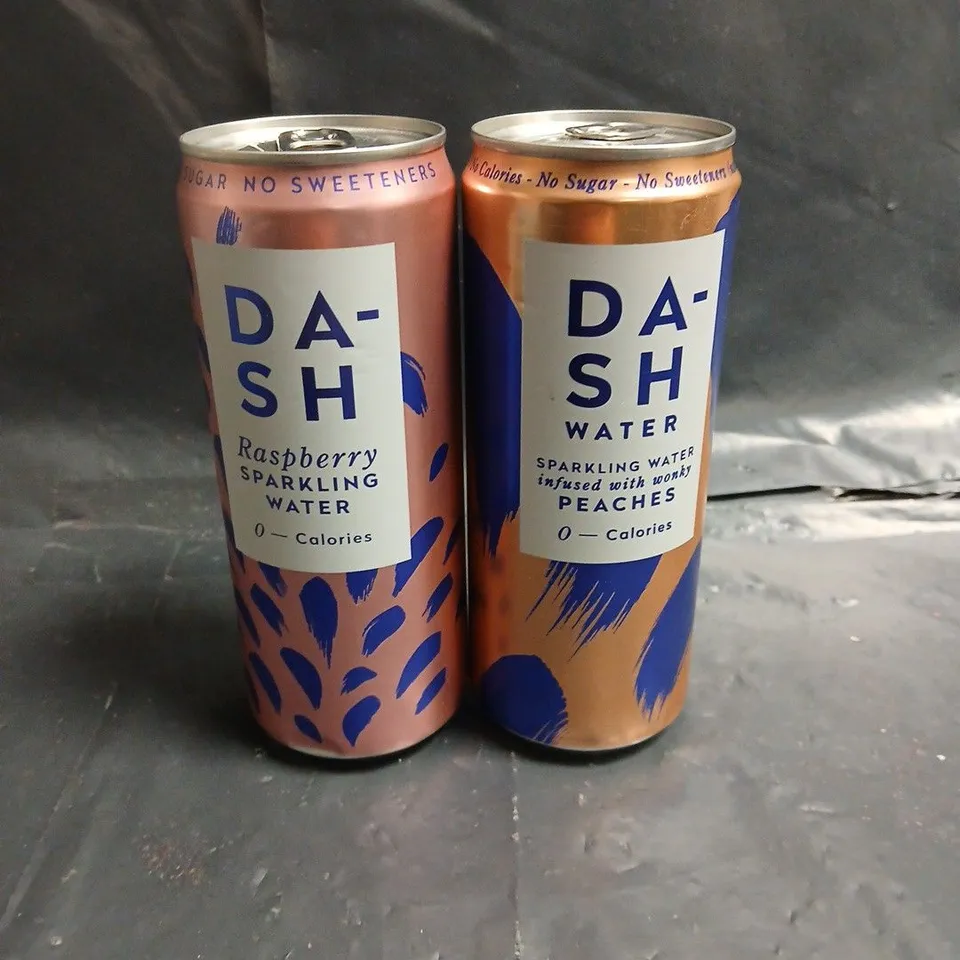 SUGAR NO SWEETENERS
DA-
SH
Raspberry
SPARKLING
WATER
0 — Calories
No Calories - No Sugar - No Sweeteners
DA-
SH
WATER
SPARKLING WATER
infused with wonky
PEACHES
0 — Calories